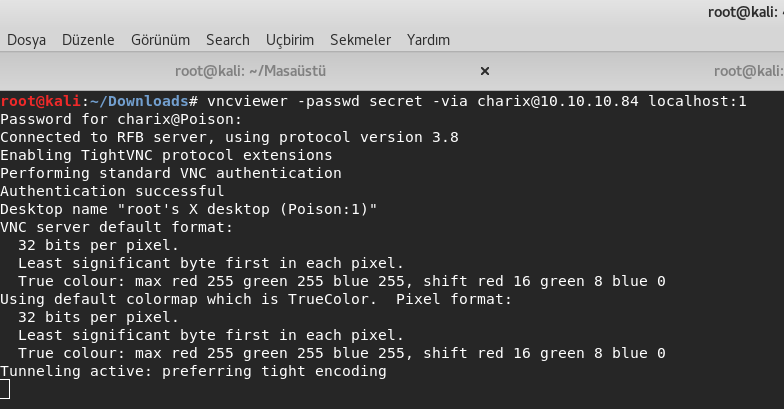 root@kali:
Dosya Düzenle Görünüm Search Uçbirim Sekmeler Yardım
root@kali: ~/Masaüstü × root@kali:
root@kali:~/Downloads# vncviewer -passwd secret -via charix@10.10.10.84 localhost:1
Password for charix@Poison:
Connected to RFB server, using protocol version 3.8
Enabling TightVNC protocol extensions
Performing standard VNC authentication
Authentication successful
Desktop name "root's X desktop (Poison:1)"
VNC server default format:
  32 bits per pixel.
  Least significant byte first in each pixel.
  True colour: max red 255 green 255 blue 255, shift red 16 green 8 blue 0
Using default colormap which is TrueColor.  Pixel format:
  32 bits per pixel.
  Least significant byte first in each pixel.
  True colour: max red 255 green 255 blue 255, shift red 16 green 8 blue 0
Tunneling active: preferring tight encoding